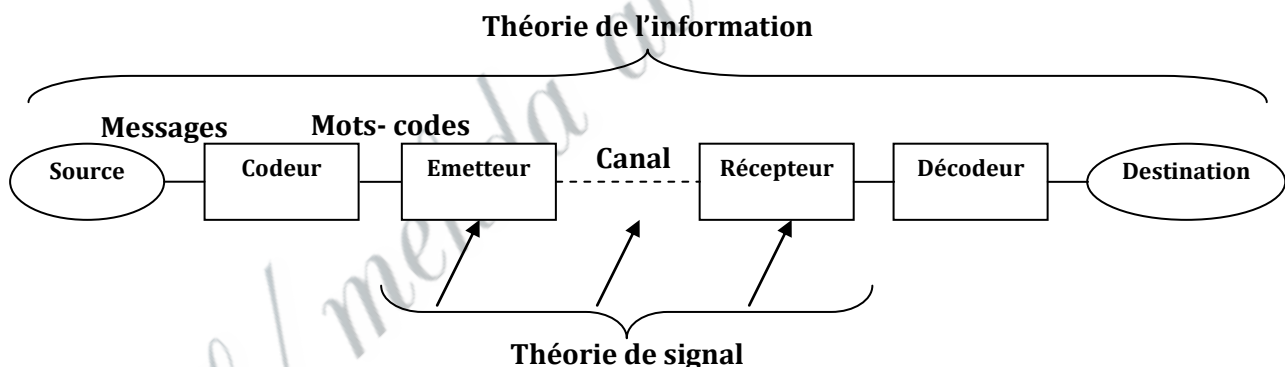 Théorie de l'information
Messages Mots- codes
Source Codeur Emetteur Canal Récepteur Décodeur Destination
Théorie de signal